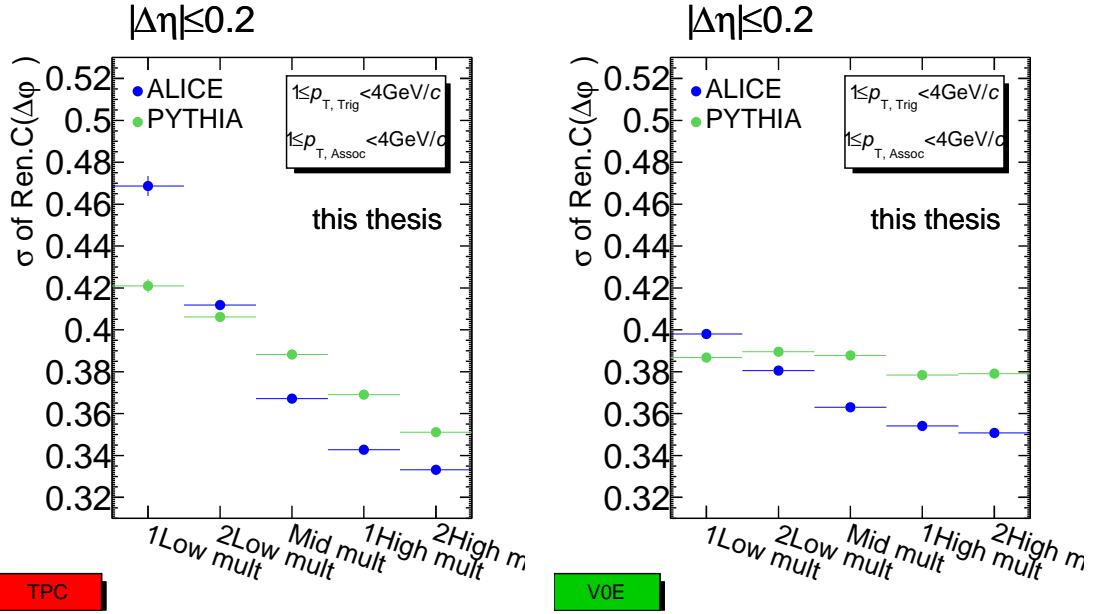 |Δη|≤0.2
σ of Ren.C(Δφ )
0.52
0.5
0.48
0.46
0.44
0.42
0.4
0.38
0.36
0.34
0.32
ALICE
PYTHIA
1≤p T, Trig <4GeV/c
1≤p T, Assoc <4GeV/c
this thesis
1Low mult
2Low mult
Mid mult
1High mult
2High m
TPC
|Δη|≤0.2
σ of Ren.C(Δφ )
0.52
0.5
0.48
0.46
0.44
0.42
0.4
0.38
0.36
0.34
0.32
ALICE
PYTHIA
1≤p T, Trig <4GeV/c
1≤p T, Assoc <4GeV/c
this thesis
1Low mult
2Low mult
Mid mult
1High mult
2High m
V0E